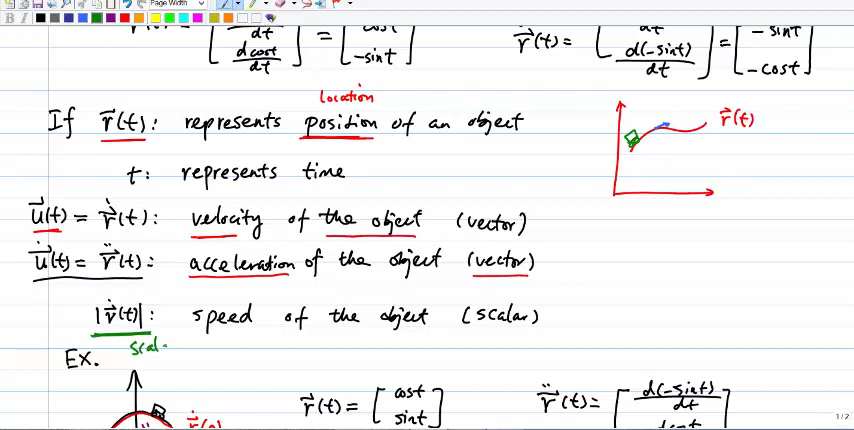 Page Width
dt
d cost
dt
=
cost
-sint
r̈(t) =
dt
d(-sint)
dt
=
-sint
-cost
location
If r⃗(t): represents position of an object
r⃗(t)
t: represents time
u⃗(t) = ṙ(t): velocity of the object (vector)
u̇(t) = r̈(t): acceleration of the object (vector)
|ṙ(t)|: speed of the object (scalar)
scal
Ex.
r⃗(t) = [ cost
sint
r̈(t) = [ d(-sint)
dt
1/2